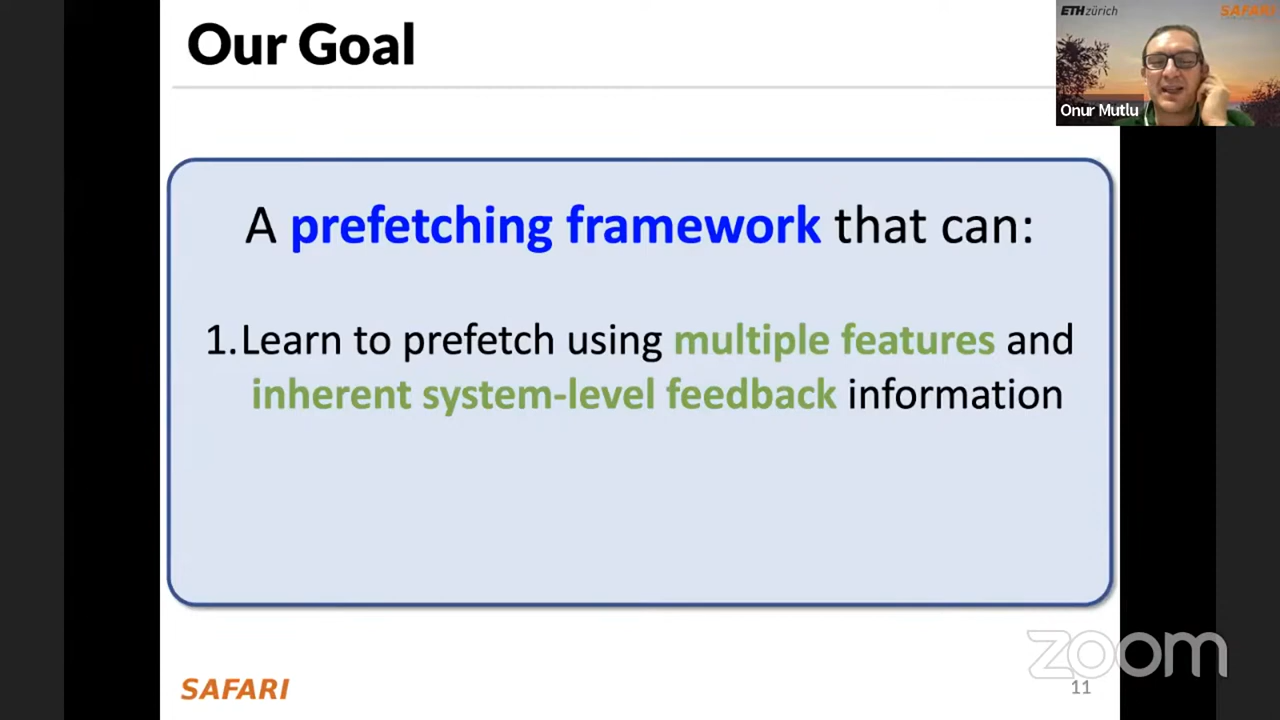 Our Goal
ETH zürich
SAFARI
Onur Mutlu
A prefetching framework that can:
1.Learn to prefetch using multiple features and
inherent system-level feedback information
zoom
SAFARI
11